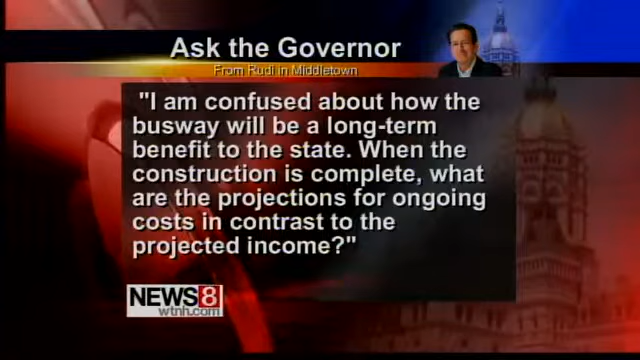 Ask the Governor
From Rudi in Middletown
"I am confused about how the
busway will be a long-term
benefit to the state. When the
construction is complete, what
are the projections for ongoing
costs in contrast to the
projected income?"
NEWS 8
wtnh.com